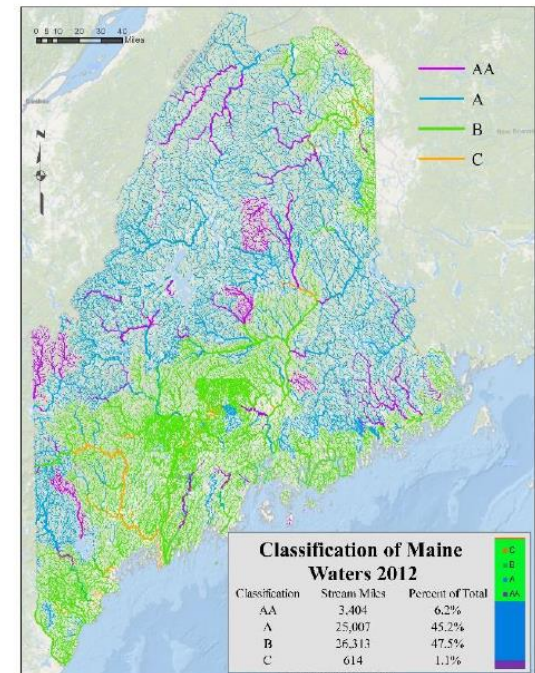 0 5 10 20 30 40
Miles
N
AA
A
B
C
Classification of Maine
Waters 2012
Classification Stream Miles Percent of Total
AA 3,404 6.2%
A 25,007 45.2%
B 26,313 47.5%
C 614 1.1%
C
B
A
AA